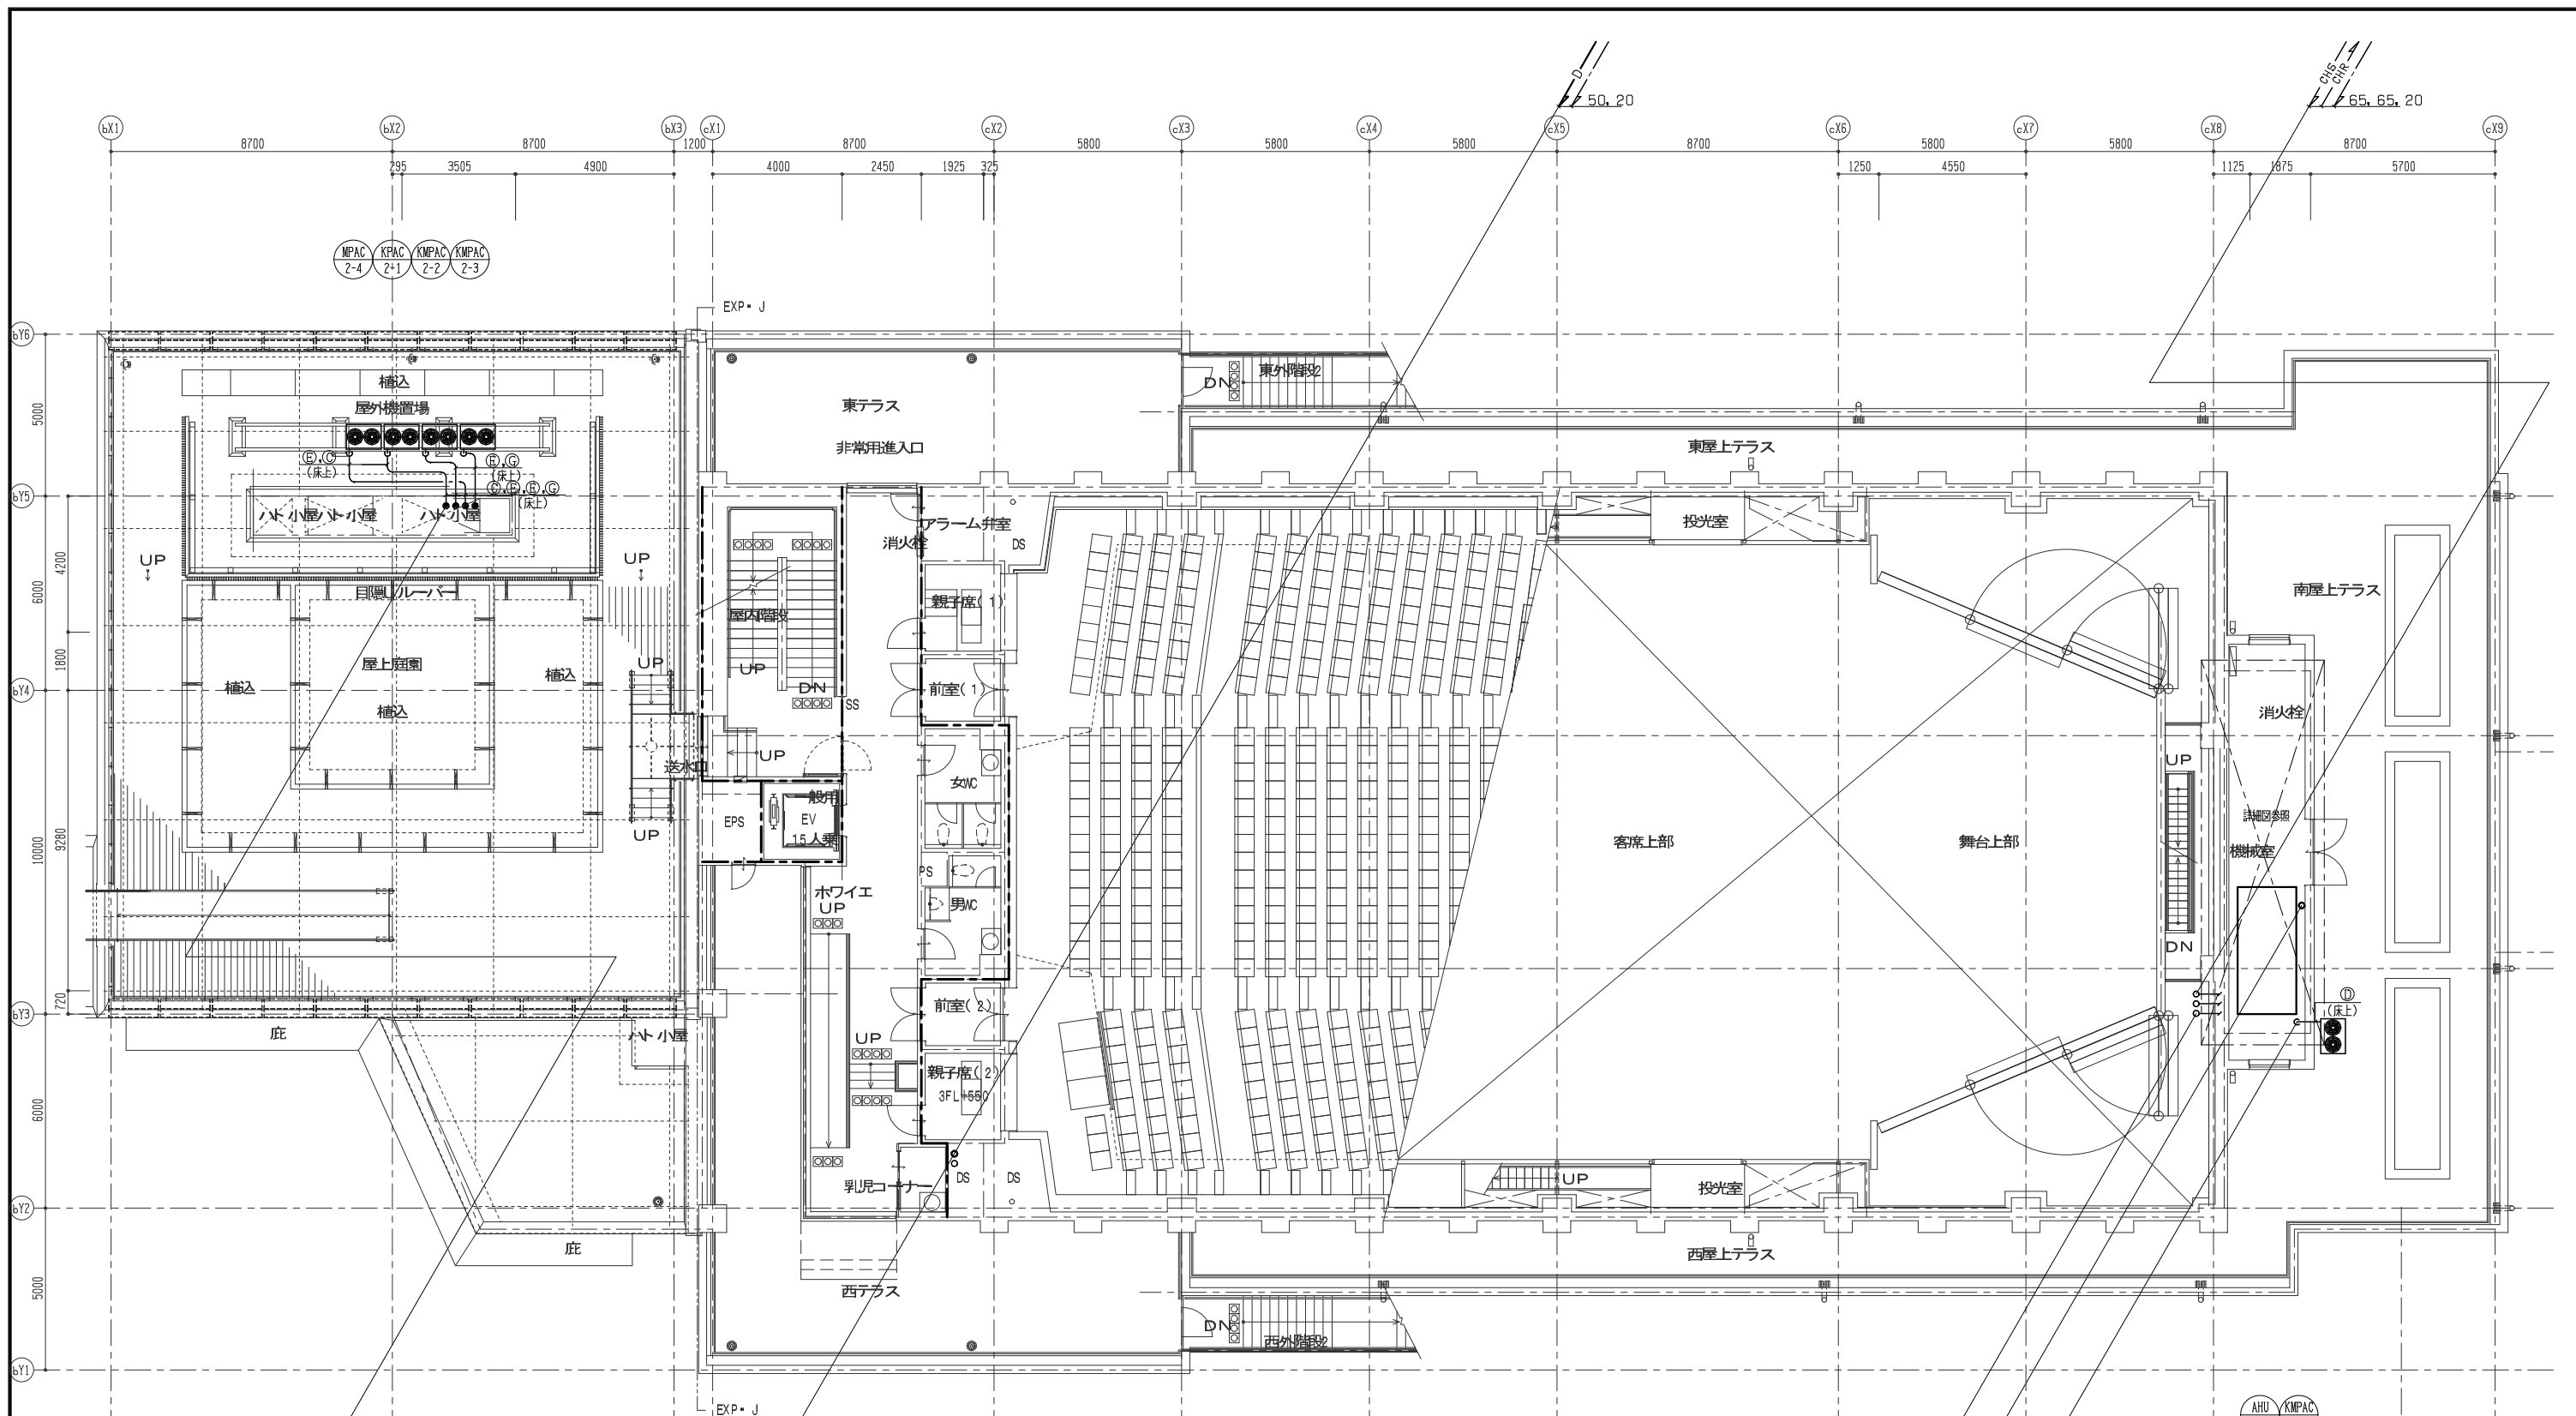 D
50, 20
CHS
CHR
65, 65, 20
bX1
bX2
bX3
cX1
cX2
cX3
cX4
cX5
cX6
cX7
cX8
cX9
8700
8700
1200
8700
5800
5800
5800
8700
5800
5800
8700
295
3505
4900
4000
2450
1925
325
1250
4550
1125
1875
5700
MPAC
2-4
KPAC
2-1
KMPAC
2-2
KMPAC
2-3
EXP. J
bY6
植込
屋外機置場
東テラス
非常用進入口
DN
東外階段2
東屋上テラス
5000
E,C
(床上)
E,G
(床上)
C,E,E,G
(床上)
bY5
ハト小屋
ハト小屋
ハト小屋
アラーム弁室
消火栓
DS
投光室
UP
UP
4200
6000
目隠しルーバー
屋内階段
親子席(1)
南屋上テラス
1800
屋上庭園
植込
植込
植込
UP
UP
DN
SS
前室(1)
bY4
消火栓
送水口
UP
UP
女WC
一般用
EV
15人乗
EPS
UP
詳細図参照
機械室
客席上部
舞台上部
10000
9280
PS
ホワイエ
UP
男WC
DN
720
bY3
前室(2)
D
(床上)
庇
ハト小屋
UP
親子席(2)
3FL+550
6000
乳児コーナー
DS
DS
UP
投光室
bY2
庇
西屋上テラス
西テラス
5000
DN
西外階段2
bY1
EXP. J
AHU
KMPAC